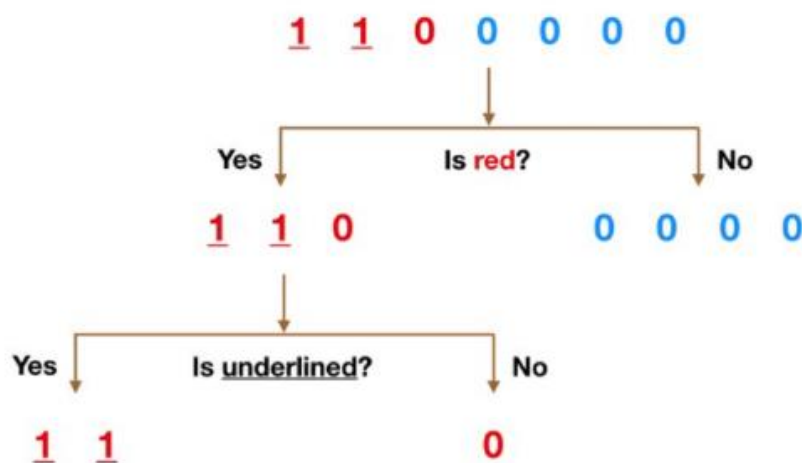 1 1 0 0 0 0 0
Yes Is red? No
1 1 0 0 0 0 0
Yes Is underlined? No
1 1 0